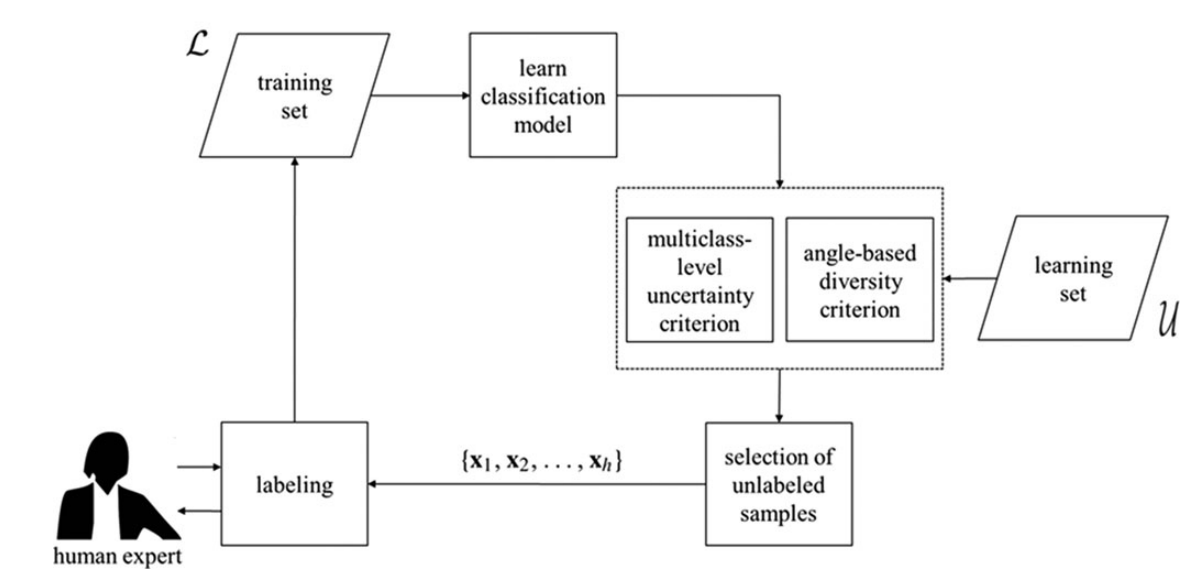 ℒ
training
set
learn
classification
model
multiclass-
level
uncertainty
criterion
angle-based
diversity
criterion
learning
set
𝒰
selection of
unlabeled
samples
{x₁, x₂, . . . , xₕ}
labeling
human expert